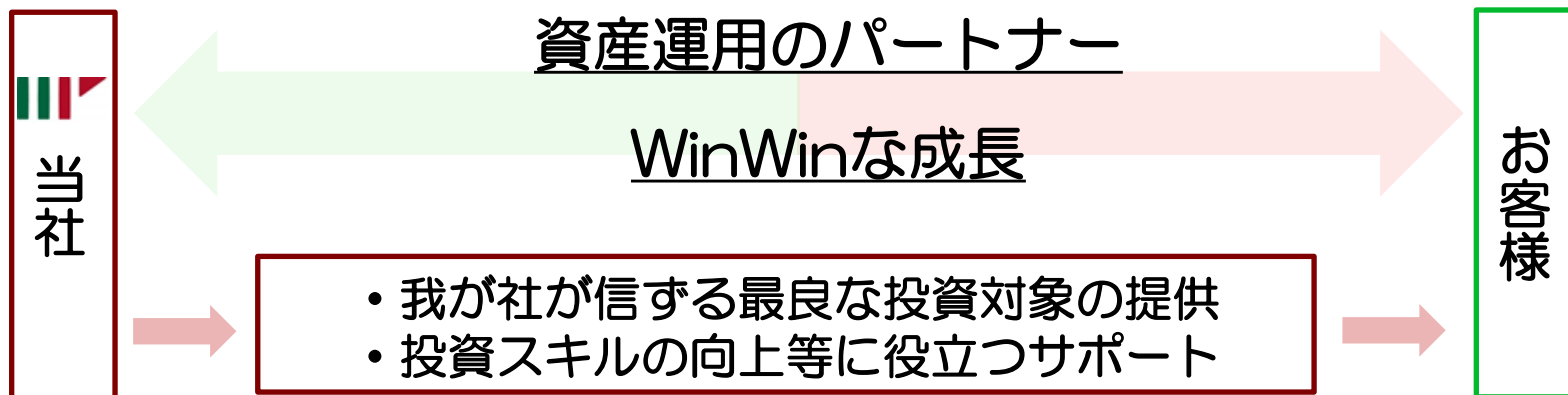 資産運用のパートナー
WinWinな成長
当社
お客様
・我が社が信ずる最良な投資対象の提供
・投資スキルの向上等に役立つサポート